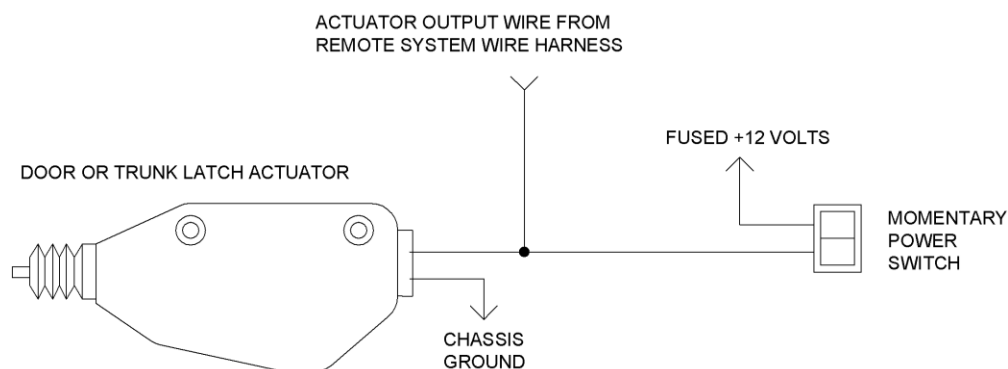 ACTUATOR OUTPUT WIRE FROM
REMOTE SYSTEM WIRE HARNESS
FUSED +12 VOLTS
DOOR OR TRUNK LATCH ACTUATOR
MOMENTARY
POWER
SWITCH
CHASSIS
GROUND